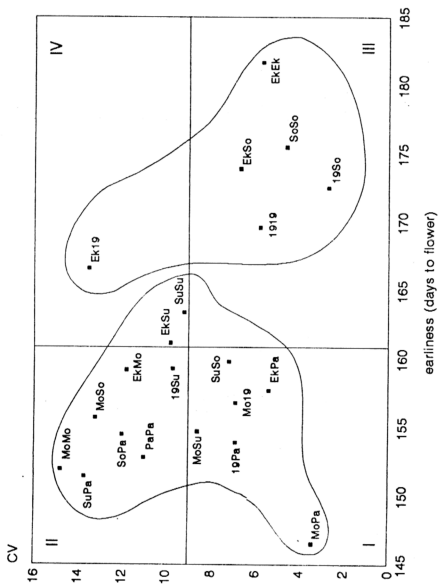 CV
16
14
12
10
8
6
4
2
0
II
IV
I
III
MoMo
SuPa
MoSo
SoPa
PaPa
EkMo
19Su
EkSu
SuSu
MoSu
SuSo
Mo19
19Pa
EkPa
MoPa
Ek19
EkSo
EkEk
SoSo
1919
19So
145
150
155
160
165
170
175
180
185
earliness (days to flower)